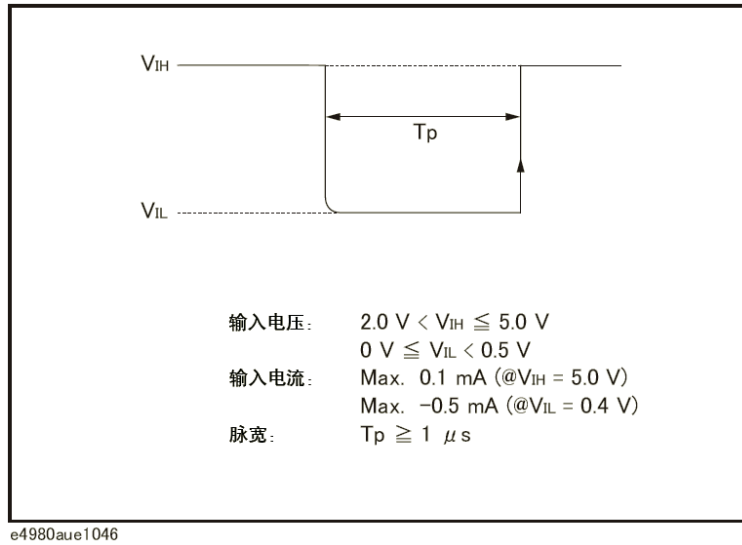 VIH
Tp
VIL
输入电压: 2.0 V < VIH ≦ 5.0 V
0 V ≦ VIL < 0.5 V
输入电流: Max. 0.1 mA (@VIH = 5.0 V)
Max. -0.5 mA (@VIL = 0.4 V)
脉宽: Tp ≧ 1 μs
e4980aue1046